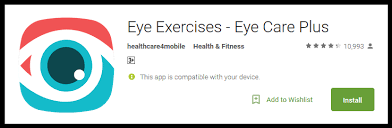 Eye Exercises - Eye Care Plus
healthcare4mobile Health & Fitness 10,993
3+
This app is compatible with your device.
Add to Wishlist Install